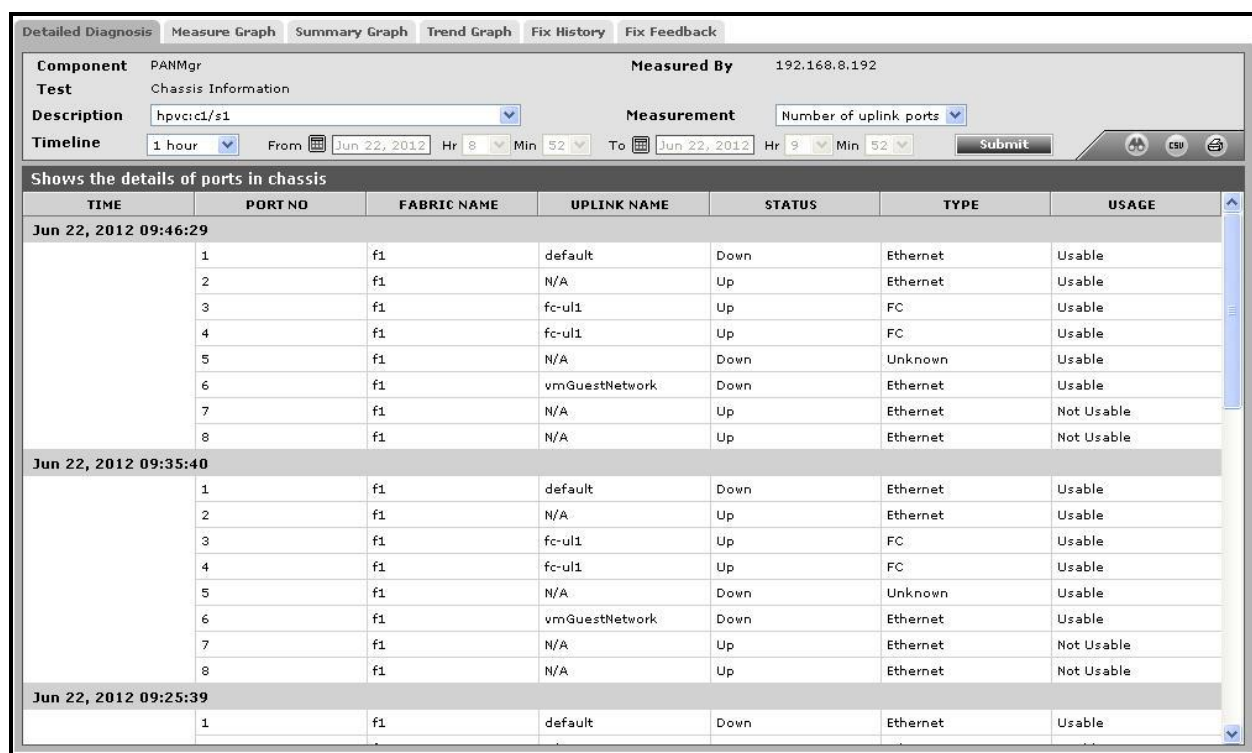 Detailed Diagnosis Measure Graph Summary Graph Trend Graph Fix History Fix Feedback
Component PANMgr Measured By 192.168.8.192
Test Chassis Information
Description hpvc:c1/s1 Measurement Number of uplink ports
Timeline 1 hour From Jun 22, 2012 Hr 8 Min 52 To Jun 22, 2012 Hr 9 Min 52 Submit CSV
Shows the details of ports in chassis
TIME PORT NO FABRIC NAME UPLINK NAME STATUS TYPE USAGE
Jun 22, 2012 09:46:29
1 f1 default Down Ethernet Usable
2 f1 N/A Up Ethernet Usable
3 f1 fc-ul1 Up FC Usable
4 f1 fc-ul1 Up FC Usable
5 f1 N/A Down Unknown Usable
6 f1 vmGuestNetwork Down Ethernet Usable
7 f1 N/A Up Ethernet Not Usable
8 f1 N/A Up Ethernet Not Usable
Jun 22, 2012 09:35:40
1 f1 default Down Ethernet Usable
2 f1 N/A Up Ethernet Usable
3 f1 fc-ul1 Up FC Usable
4 f1 fc-ul1 Up FC Usable
5 f1 N/A Down Unknown Usable
6 f1 vmGuestNetwork Down Ethernet Usable
7 f1 N/A Up Ethernet Not Usable
8 f1 N/A Up Ethernet Not Usable
Jun 22, 2012 09:25:39
1 f1 default Down Ethernet Usable